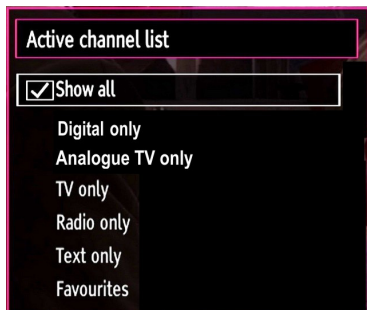 Active channel list
Show all
Digital only
Analogue TV only
TV only
Radio only
Text only
Favourites